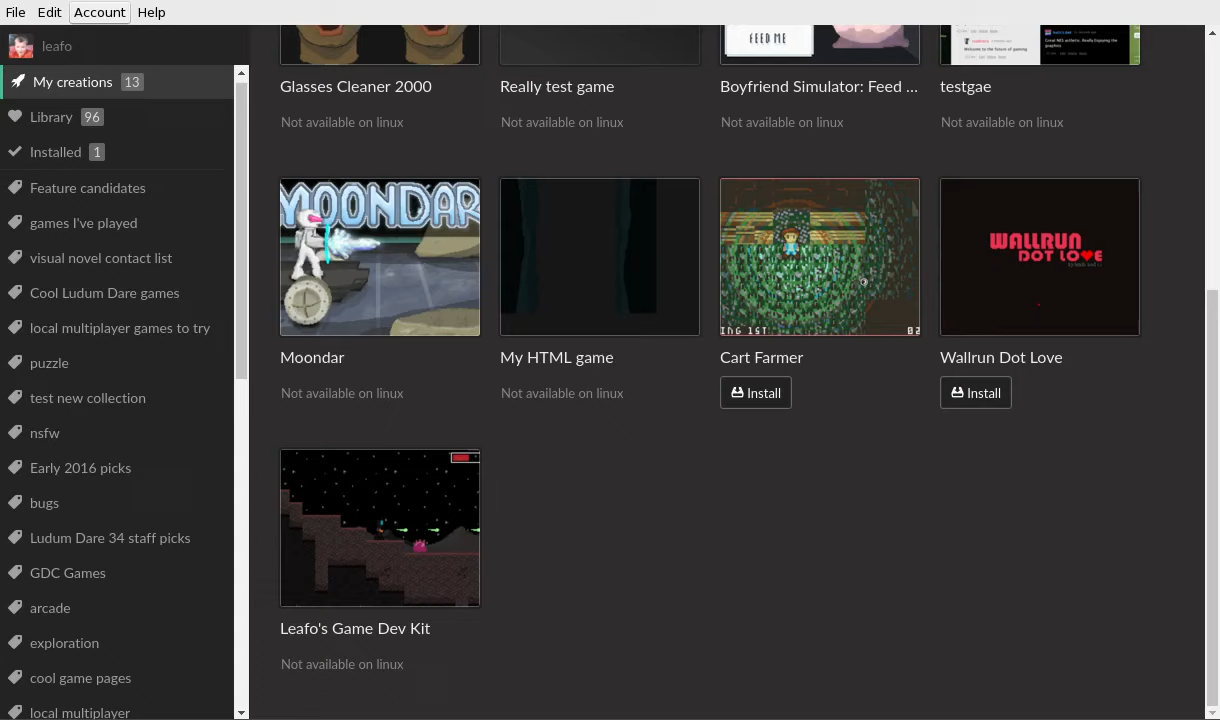 File Edit Account Help
leafo
My creations 13
Library 96
Installed 1
Feature candidates
games I've played
visual novel contact list
Cool Ludum Dare games
local multiplayer games to try
puzzle
test new collection
nsfw
Early 2016 picks
bugs
Ludum Dare 34 staff picks
GDC Games
arcade
exploration
cool game pages
local multiplayer
FEED ME
Glasses Cleaner 2000
Not available on linux
Really test game
Not available on linux
Boyfriend Simulator: Feed ...
Not available on linux
testgae
Not available on linux
MOONDAR
Moondar
Not available on linux
My HTML game
Not available on linux
ING 1ST 02
Cart Farmer
Install
WALLRUN
DOT LOVE
Wallrun Dot Love
Install
Leafo's Game Dev Kit
Not available on linux